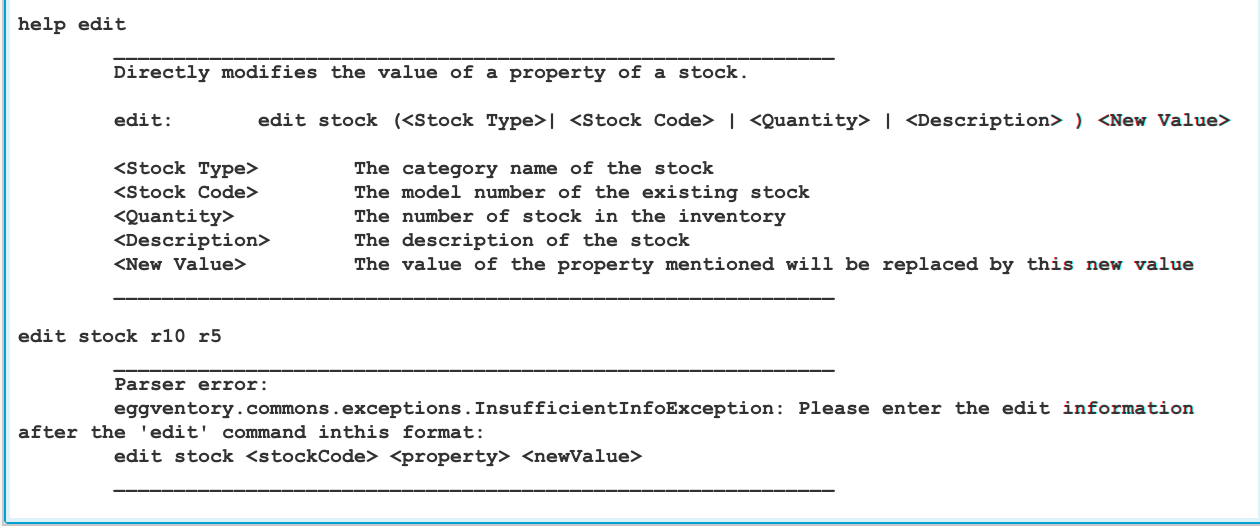 help edit
____________________________________________________________
Directly modifies the value of a property of a stock.
edit: edit stock (<Stock Type>| <Stock Code> | <Quantity> | <Description> ) <New Value>
<Stock Type> The category name of the stock
<Stock Code> The model number of the existing stock
<Quantity> The number of stock in the inventory
<Description> The description of the stock
<New Value> The value of the property mentioned will be replaced by this new value
____________________________________________________________
edit stock r10 r5
____________________________________________________________
Parser error:
eggventory.commons.exceptions.InsufficientInfoException: Please enter the edit information
after the 'edit' command inthis format:
edit stock <stockCode> <property> <newValue>
____________________________________________________________